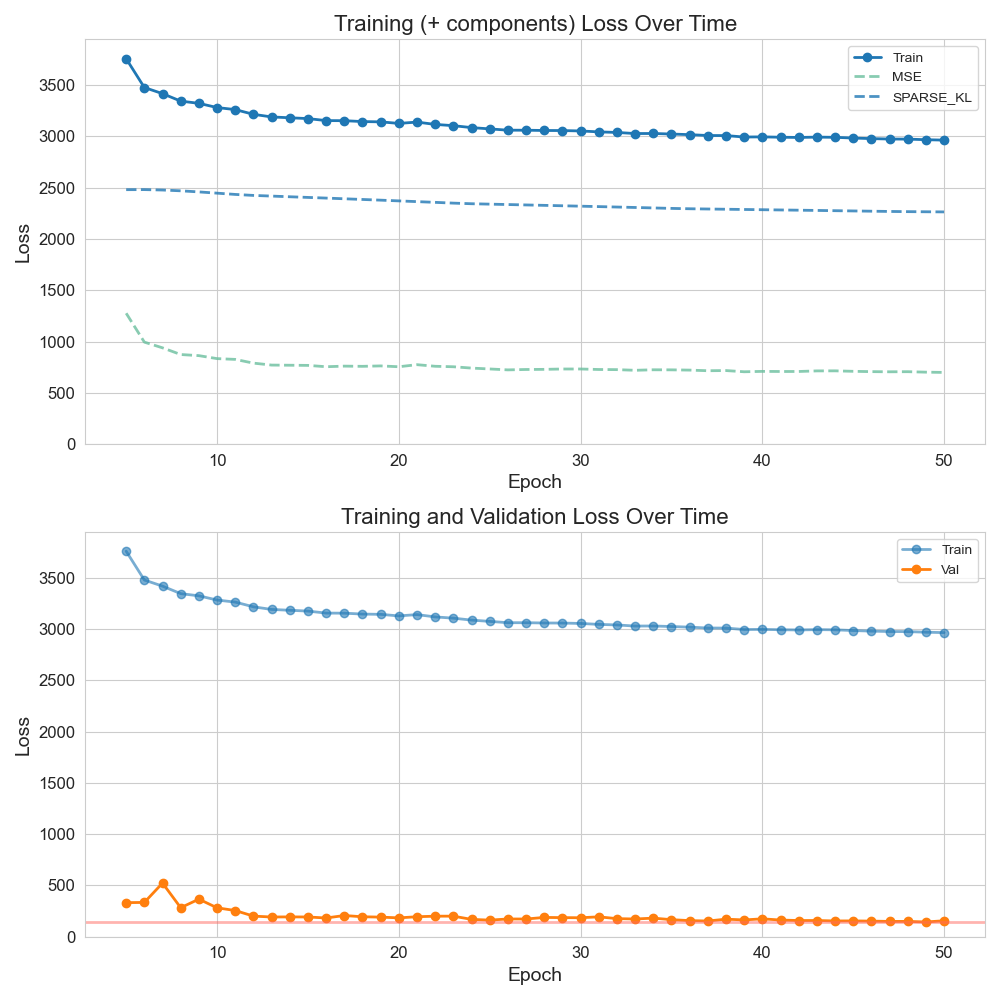 Training (+ components) Loss Over Time
Train
MSE
SPARSE_KL
3500
3000
2500
2000
1500
1000
500
0
Loss
10 20 30 40 50
Epoch
Training and Validation Loss Over Time
Train
Val
3500
3000
2500
2000
1500
1000
500
0
Loss
10 20 30 40 50
Epoch